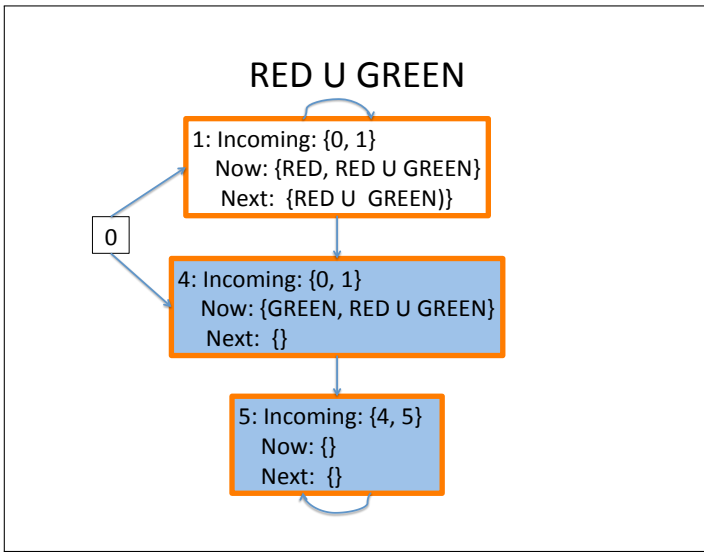 RED U GREEN
1: Incoming: {0, 1}
Now: {RED, RED U GREEN}
Next: {RED U GREEN)}
0
4: Incoming: {0, 1}
Now: {GREEN, RED U GREEN}
Next: {}
5: Incoming: {4, 5}
Now: {}
Next: {}